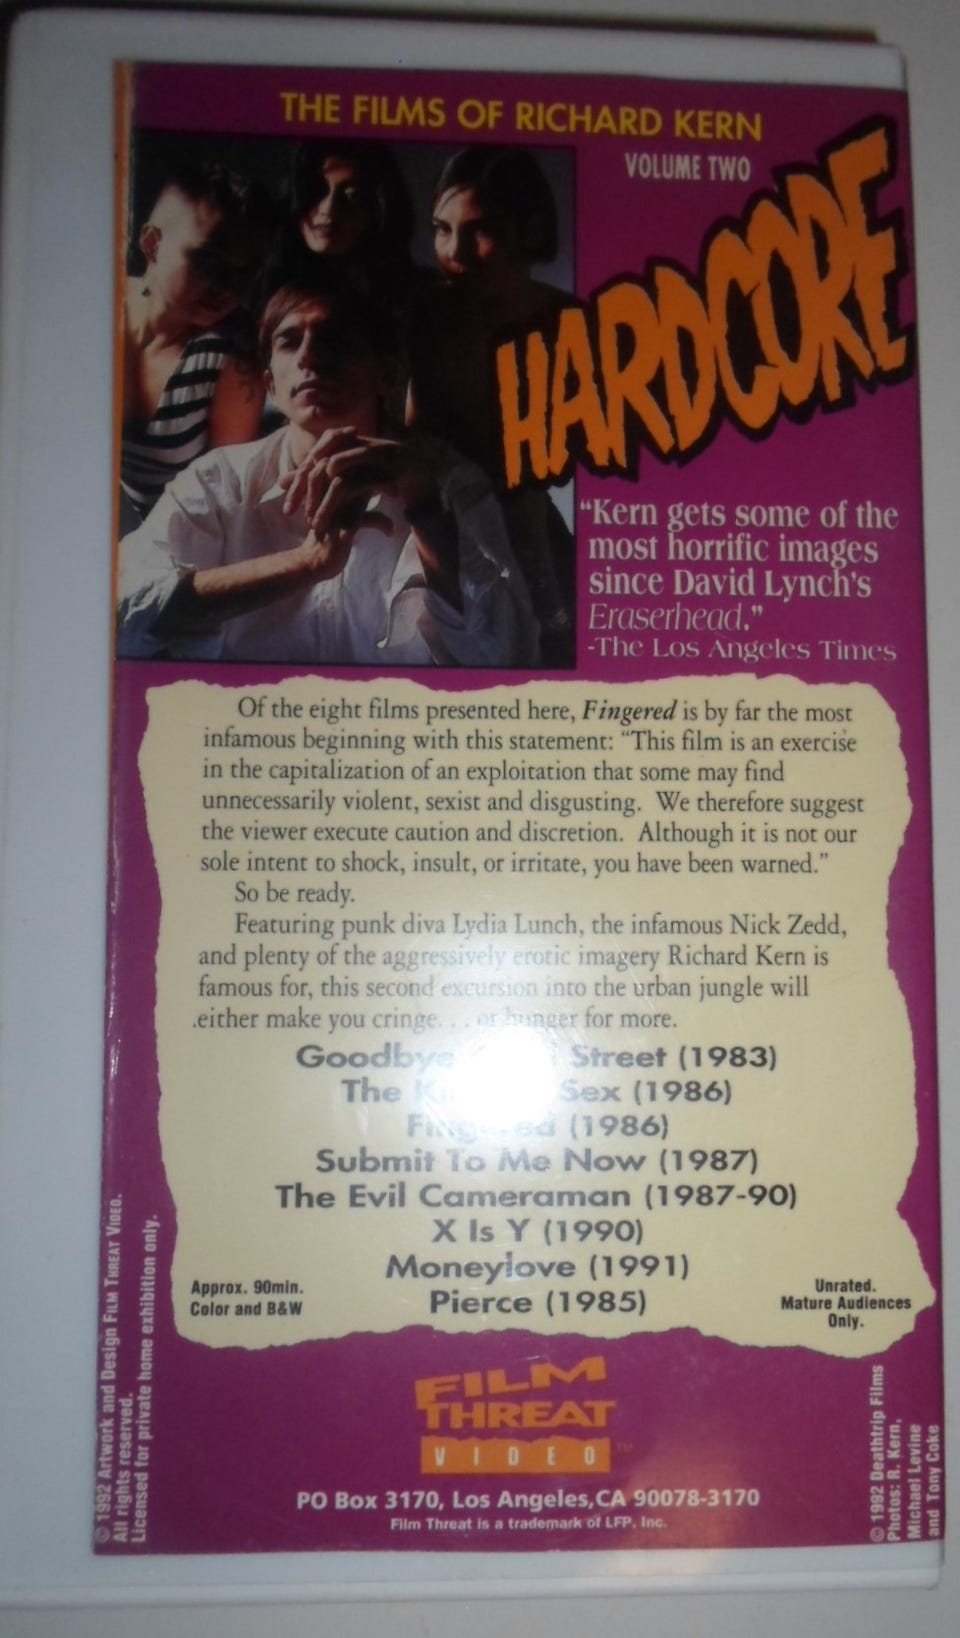 THE FILMS OF RICHARD KERN
VOLUME TWO
HARDCORE
“Kern gets some of the
most horrific images
since David Lynch's
Eraserhead.”
-The Los Angeles Times
Of the eight films presented here, Fingered is by far the most
infamous beginning with this statement: “This film is an exercise
in the capitalization of an exploitation that some may find
unnecessarily violent, sexist and disgusting. We therefore suggest
the viewer execute caution and discretion. Although it is not our
sole intent to shock, insult, or irritate, you have been warned.”
So be ready.
Featuring punk diva Lydia Lunch, the infamous Nick Zedd,
and plenty of the aggressively erotic imagery Richard Kern is
famous for, this second excursion into the urban jungle will
either make you cringe. . . or hunger for more.
Goodbye Street (1983)
The Sex (1986)
Fingered (1986)
Submit To Me Now (1987)
The Evil Cameraman (1987-90)
X Is Y (1990)
Moneylove (1991)
Pierce (1985)
Approx. 90min.
Color and B&W
Unrated.
Mature Audiences
Only.
FILM
THREAT
VIDEO™
PO Box 3170, Los Angeles,CA 90078-3170
Film Threat is a trademark of LFP, Inc.
© 1992 Artwork and Design FILM THREAT VIDEO.
All rights reserved.
Licensed for private home exhibition only.
© 1992 Deathtrip Films
Photos: R. Kern,
Michael Levine
and Tony Coke